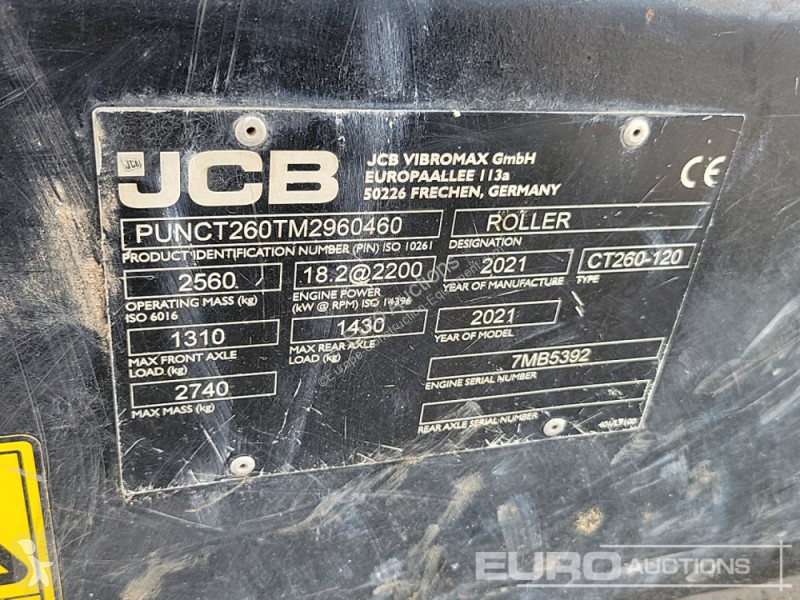 JCB
JCB
JCB VIBROMAX GmbH
EUROPAALLEE 113a
50226 FRECHEN, GERMANY
CE
PUNCT260TM2960460
PRODUCT IDENTIFICATION NUMBER (PIN) ISO 10261
ROLLER
DESIGNATION
2560
OPERATING MASS (kg)
ISO 6016
18.2@2200
ENGINE POWER
(kW @ RPM) ISO 14396
2021
YEAR OF MANUFACTURE
CT260-120
TYPE
1310
MAX FRONT AXLE
LOAD (kg)
1430
MAX REAR AXLE
LOAD (kg)
2021
YEAR OF MODEL
2740
MAX MASS (kg)
7MB5392
ENGINE SERIAL NUMBER
REAR AXLE SERIAL NUMBER
EURO AUCTIONS